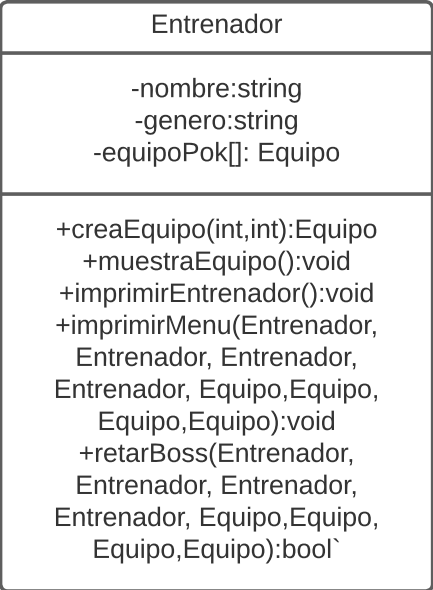 Entrenador
-nombre:string
-genero:string
-equipoPok[]: Equipo
+creaEquipo(int,int):Equipo
+muestraEquipo():void
+imprimirEntrenador():void
+imprimirMenu(Entrenador,
Entrenador, Entrenador,
Entrenador, Equipo,Equipo,
Equipo,Equipo):void
+retarBoss(Entrenador,
Entrenador, Entrenador,
Entrenador, Equipo,Equipo,
Equipo,Equipo):bool`